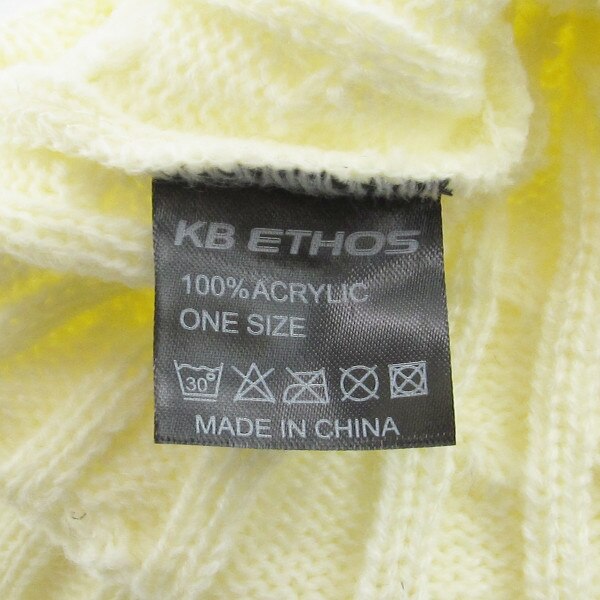 KB ETHOS
100% ACRYLIC
ONE SIZE
30°
MADE IN CHINA